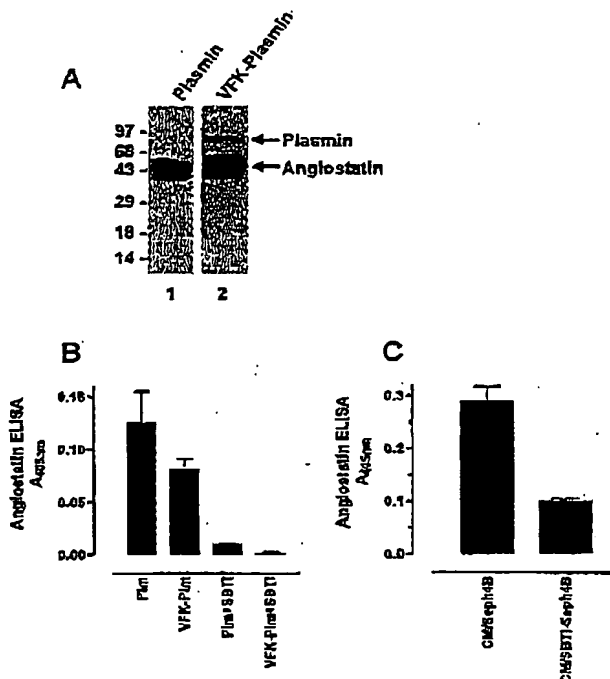 A
Plasmin
VFK-Plasmin
97
68
43
29
18
14
Plasmin
Angiostatin
1 2
B
Angiostatin ELISA
0.15
0.10
0.05
0.00
Plm
VFK-Plm
Plm+SBTI
VFK-Plm+SBTI
C
Angiostatin ELISA
0.3
0.2
0.1
0.0
CM/Seph4B
CM/SBTI-Seph4B